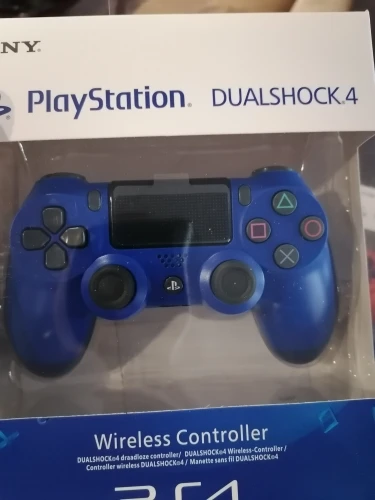 NY
PlayStation® DUALSHOCK®4
Wireless Controller
DUALSHOCK®4 draadloze controller/ DUALSHOCK®4 Wireless-Controller /
Controller wireless DUALSHOCK®4 / Manette sans fil DUALSHOCK®4
PS4